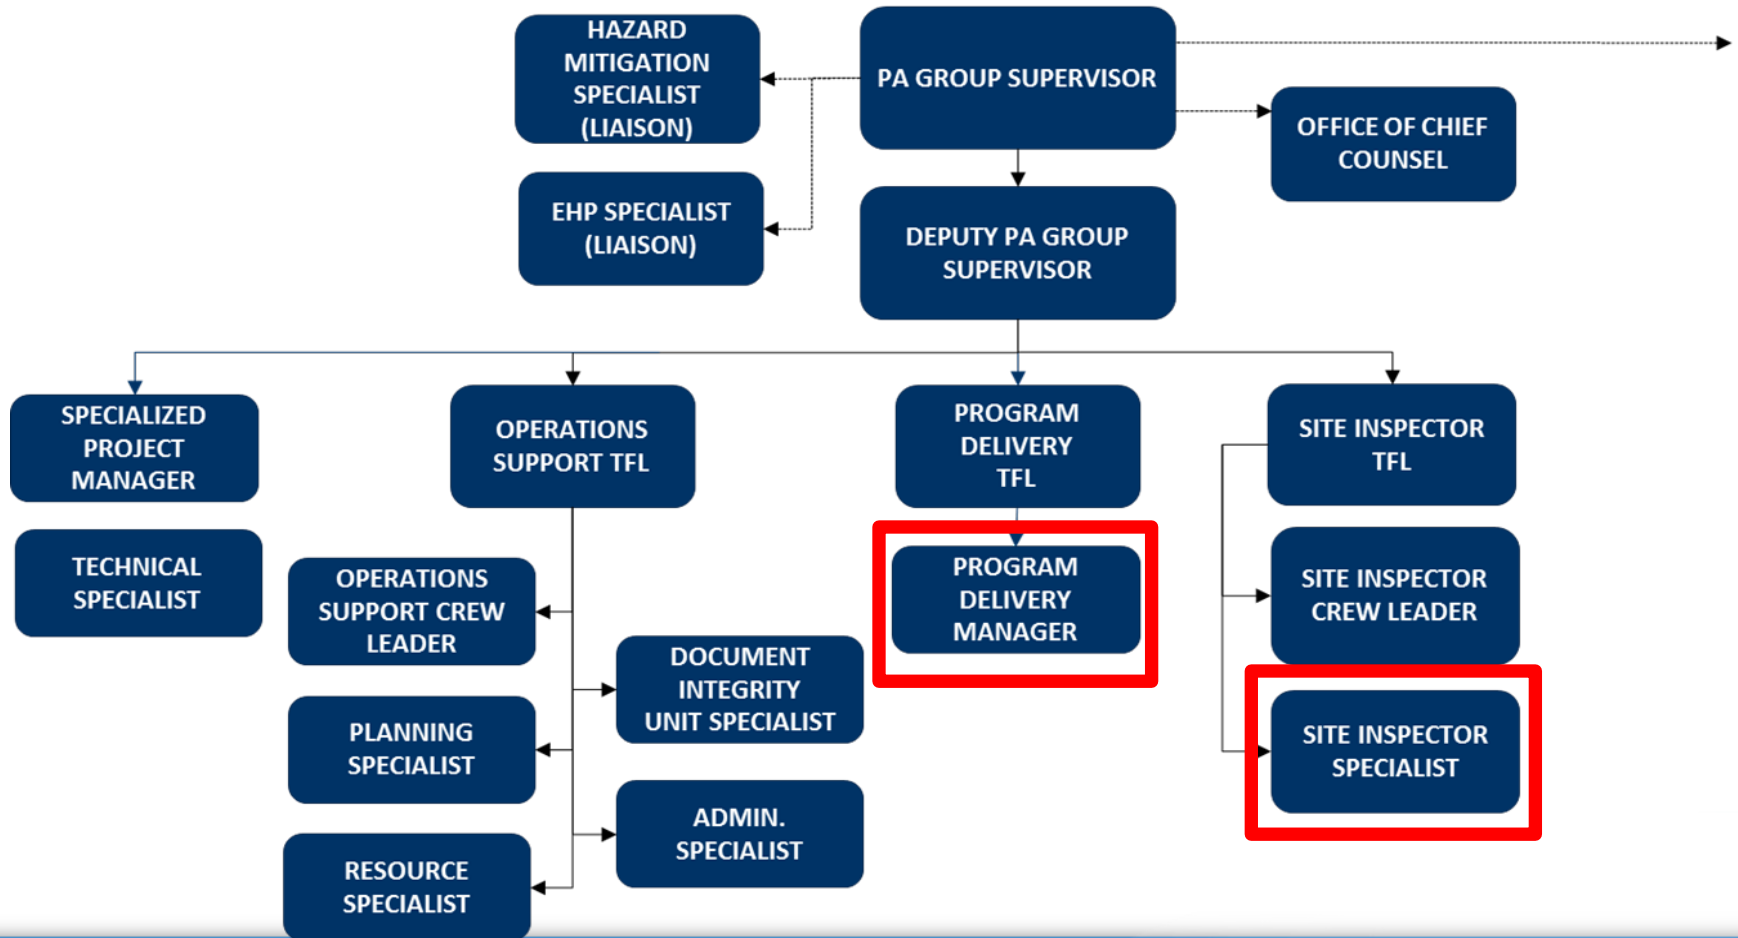 HAZARD
MITIGATION
SPECIALIST
(LIAISON)
PA GROUP SUPERVISOR
OFFICE OF CHIEF
COUNSEL
EHP SPECIALIST
(LIAISON)
DEPUTY PA GROUP
SUPERVISOR
SPECIALIZED
PROJECT
MANAGER
OPERATIONS
SUPPORT TFL
PROGRAM
DELIVERY
TFL
SITE INSPECTOR
TFL
TECHNICAL
SPECIALIST
OPERATIONS
SUPPORT CREW
LEADER
PROGRAM
DELIVERY
MANAGER
SITE INSPECTOR
CREW LEADER
DOCUMENT
INTEGRITY
UNIT SPECIALIST
PLANNING
SPECIALIST
SITE INSPECTOR
SPECIALIST
ADMIN.
SPECIALIST
RESOURCE
SPECIALIST